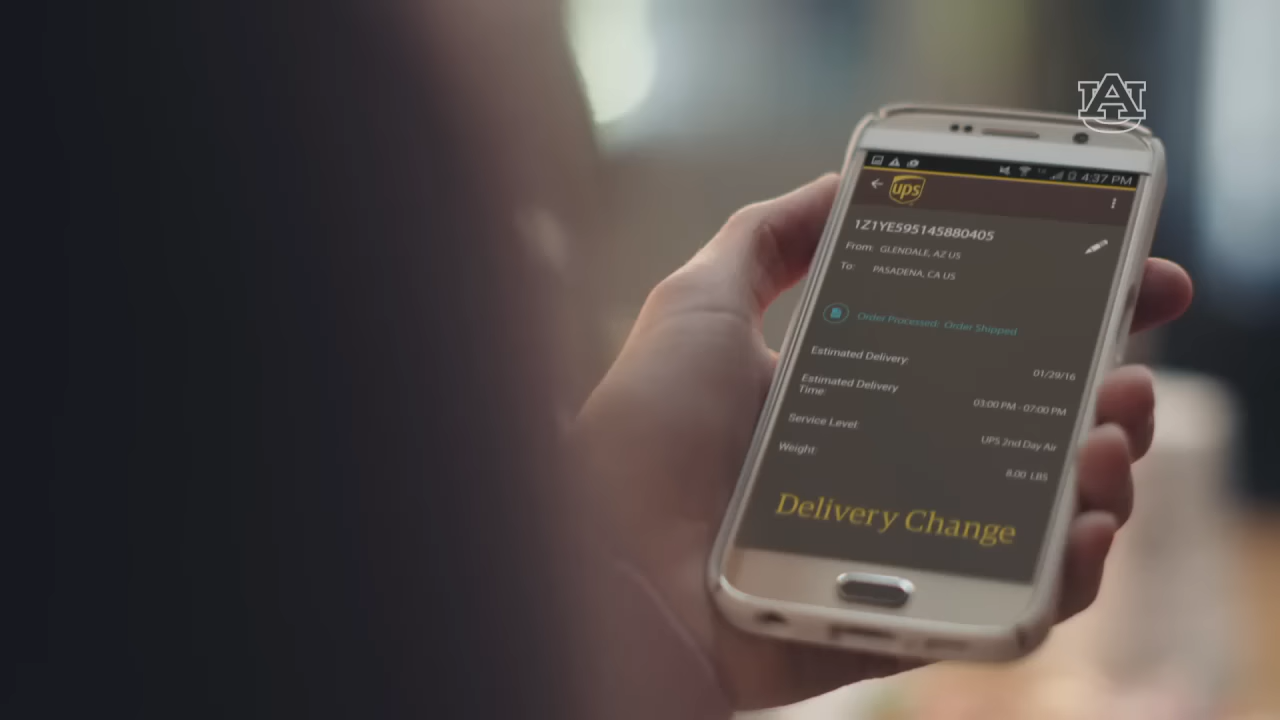 AU
4:37 PM
ups
1Z1YE595145880405
From: GLENDALE, AZ US
To: PASADENA, CA US
Order Processed: Order Shipped
Estimated Delivery: 01/29/16
Estimated Delivery Time: 03:00 PM - 07:00 PM
Service Level: UPS 2nd Day Air
Weight: 8.00 LBS
Delivery Change